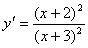 y' = (x+2)² / (x+3)²